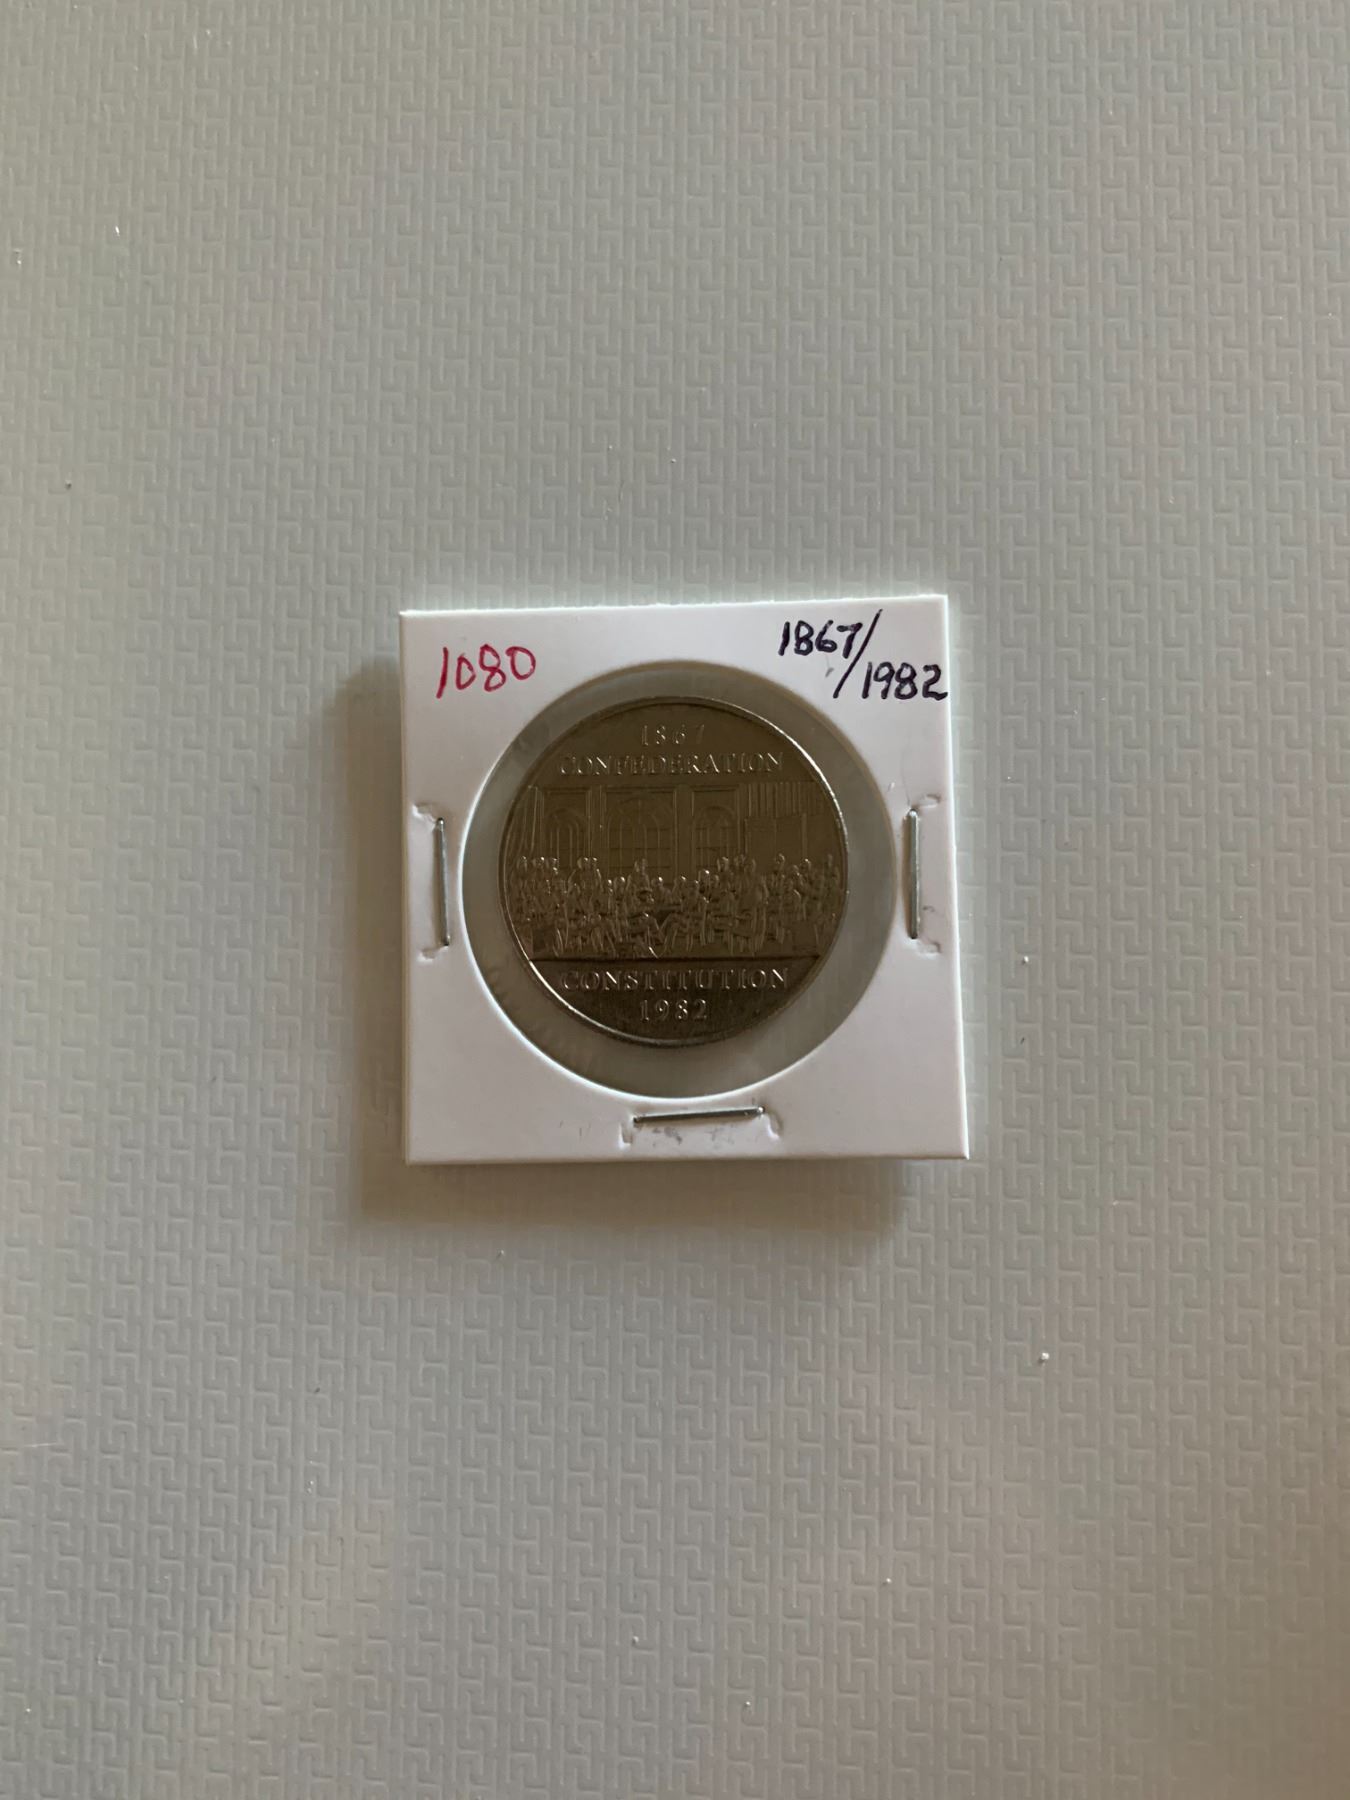 1080
1867/
/1982
1867
CONFEDERATION
CONSTITUTION
1982